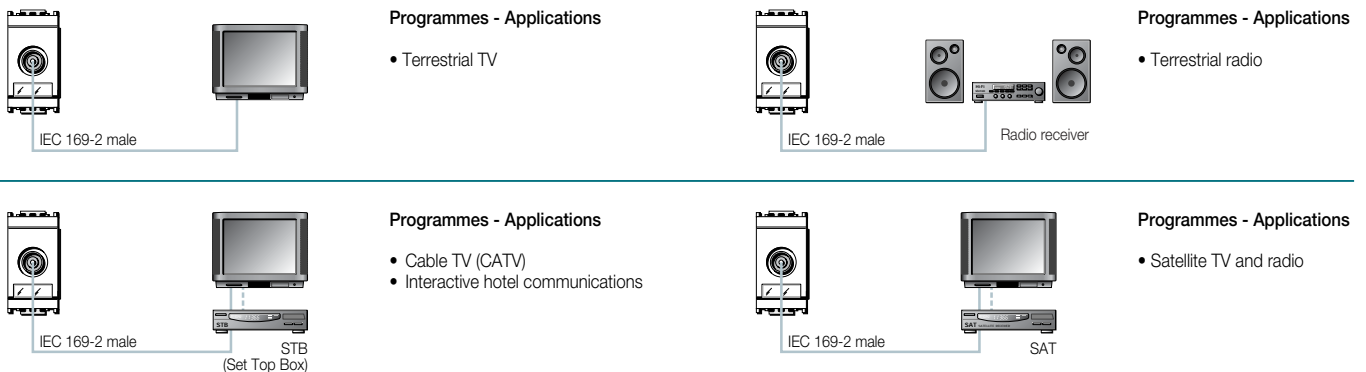 Programmes - Applications
• Terrestrial TV
IEC 169-2 male
Programmes - Applications
• Terrestrial radio
IEC 169-2 male
Radio receiver
Programmes - Applications
• Cable TV (CATV)
• Interactive hotel communications
STB
IEC 169-2 male
STB
(Set Top Box)
Programmes - Applications
• Satellite TV and radio
SAT
IEC 169-2 male
SAT